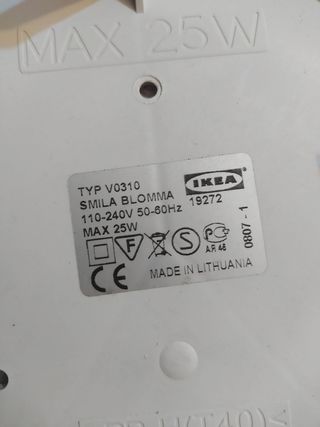 MAX 25W
TYP V0310
SMILA BLOMMA
IKEA
110-240V 50-60Hz 19272
MAX 25W
F
S
AR 46
0807-1
CE
MADE IN LITHUANIA